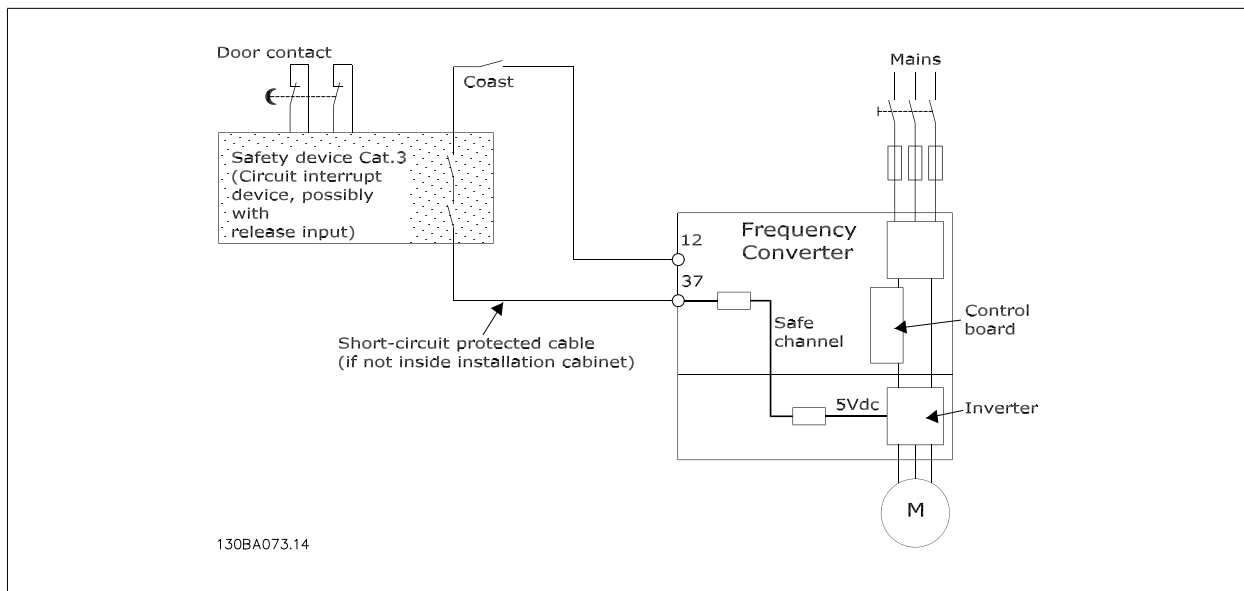 Door contact
Coast
Mains
Safety device Cat.3
(Circuit interrupt
device, possibly
with
release input)
12
Frequency
Converter
37
Safe
channel
Control
board
Short-circuit protected cable
(if not inside installation cabinet)
5Vdc
Inverter
M
130BA073.14